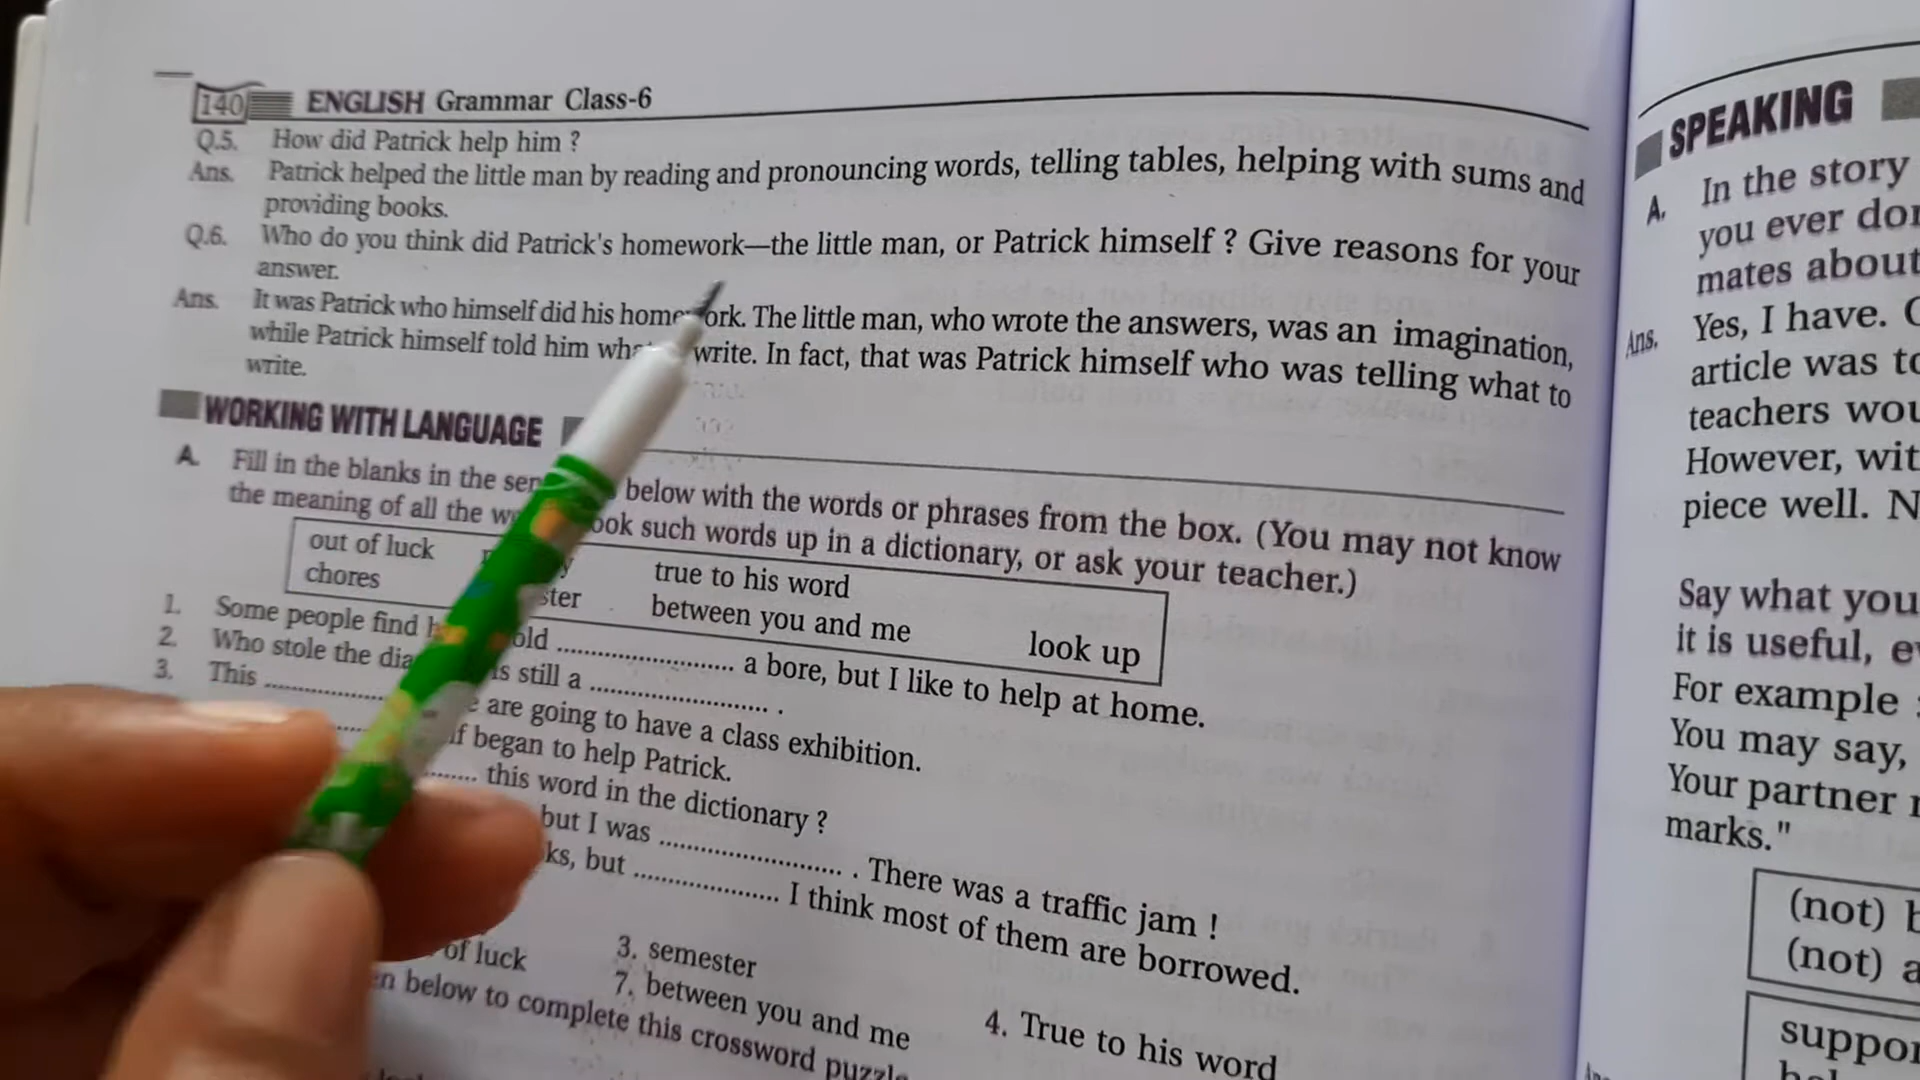 140 ENGLISH Grammar Class-6
Q.5. How did Patrick help him ?
Ans. Patrick helped the little man by reading and pronouncing words, telling tables, helping with sums and
providing books.
Q.6. Who do you think did Patrick's homework—the little man, or Patrick himself ? Give reasons for your
answer.
Ans. It was Patrick who himself did his homework. The little man, who wrote the answers, was an imagination,
while Patrick himself told him what write. In fact, that was Patrick himself who was telling what to
write.
WORKING WITH LANGUAGE
A. Fill in the blanks in the below with the words or phrases from the box. (You may not know
the meaning of all the look such words up in a dictionary, or ask your teacher.)
out of luck true to his word
chores between you and me look up
1. Some people find .......................... a bore, but I like to help at home.
2. Who stole the is still a .......................... .
3. This .................. are going to have a class exhibition.
began to help Patrick.
........ this word in the dictionary ?
but I was .......................... . There was a traffic jam !
but .................... I think most of them are borrowed.
of luck 3. semester
7. between you and me 4. True to his word
below to complete this crossword
SPEAKING
A. In the story
you ever
mates about
Ans. Yes, I have.
article was
teachers
However,
piece well.
Say what you
it is useful,
For example
You may say,
Your partner
marks."
(not)
(not)